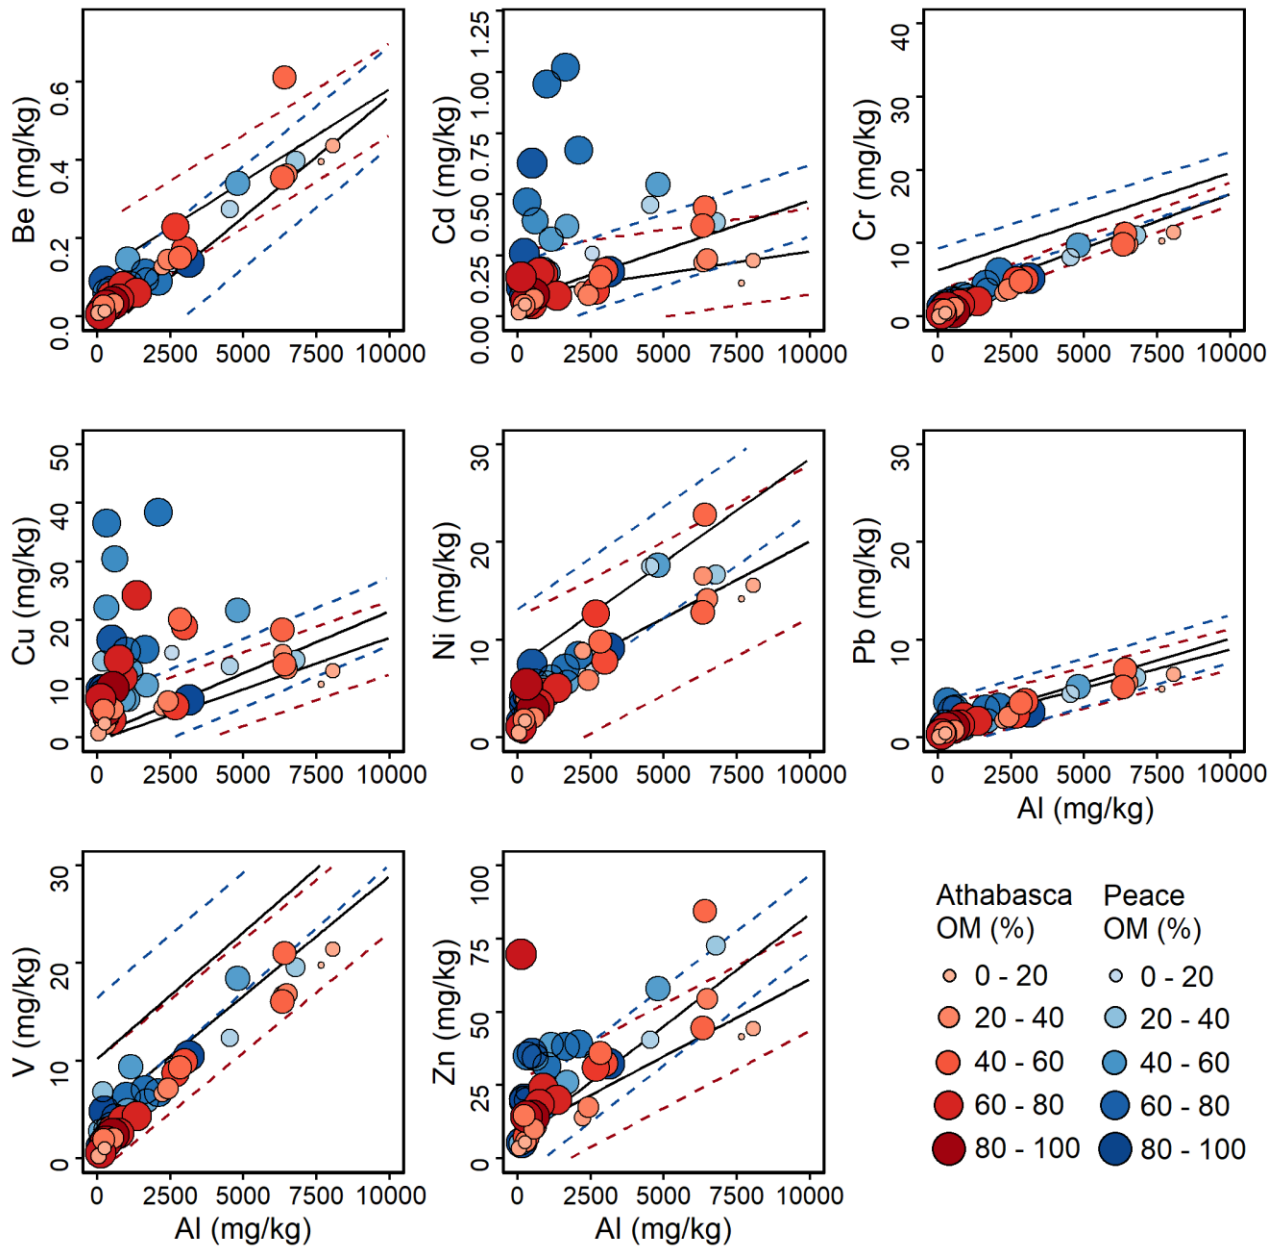 Be (mg/kg)
0.0 0.2 0.4 0.6
0 2500 5000 7500 10000
Cd (mg/kg)
0.00 0.25 0.50 0.75 1.00 1.25
0 2500 5000 7500 10000
Cr (mg/kg)
0 10 20 30 40
0 2500 5000 7500 10000
Cu (mg/kg)
0 10 20 30 40 50
0 2500 5000 7500 10000
Ni (mg/kg)
0 10 20 30
0 2500 5000 7500 10000
Pb (mg/kg)
0 10 20 30
0 2500 5000 7500 10000
Al (mg/kg)
V (mg/kg)
0 10 20 30
0 2500 5000 7500 10000
Al (mg/kg)
Zn (mg/kg)
0 25 50 75 100
0 2500 5000 7500 10000
Al (mg/kg)
Athabasca
OM (%)
0 - 20
20 - 40
40 - 60
60 - 80
80 - 100
Peace
OM (%)
0 - 20
20 - 40
40 - 60
60 - 80
80 - 100